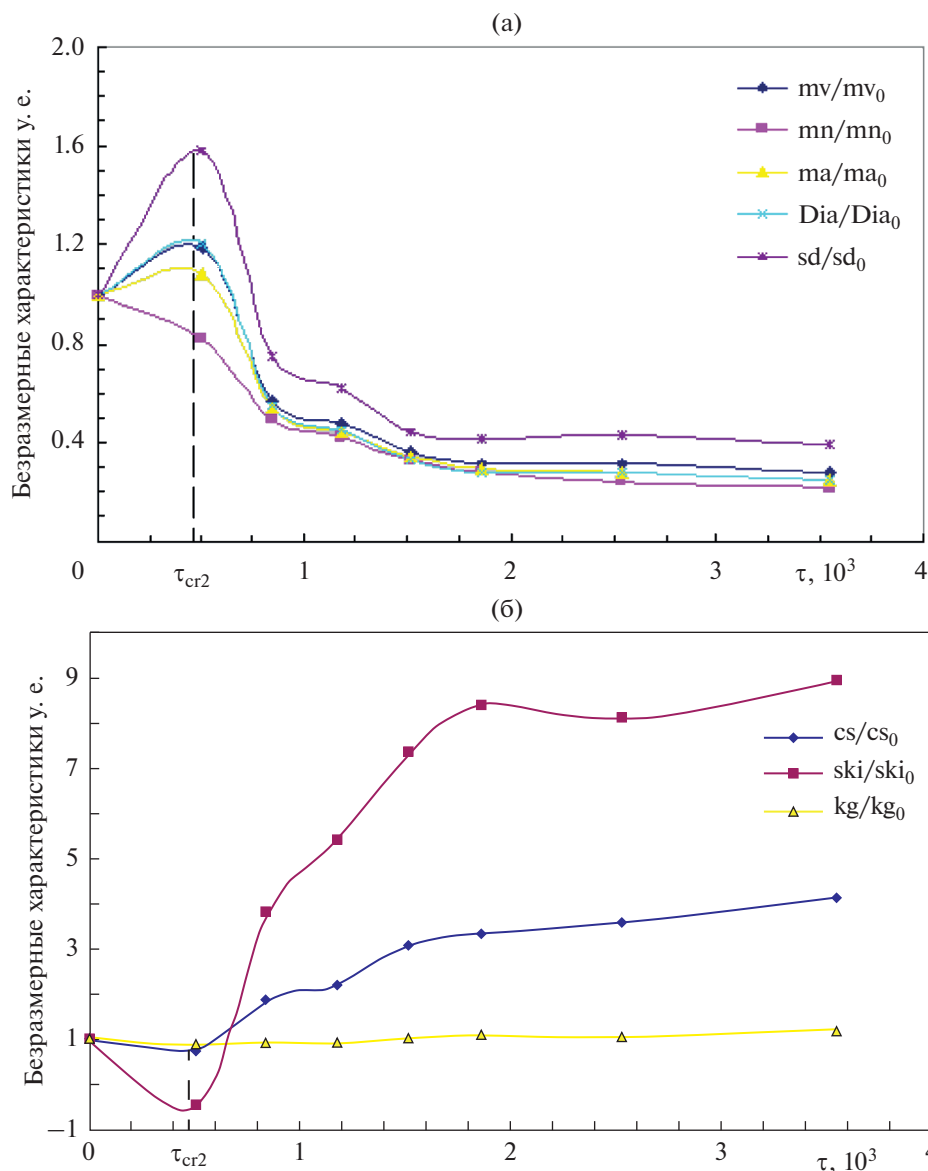 (а)
Безразмерные характеристики у. е.
2.0
1.6
1.2
0.8
0.4
mv/mv₀
mn/mn₀
ma/ma₀
Dia/Dia₀
sd/sd₀
0 τcr2 1 2 3 τ, 10³ 4
(б)
Безразмерные характеристики у. е.
9
7
5
3
1
−1
cs/cs₀
ski/ski₀
kg/kg₀
0 τcr2 1 2 3 τ, 10³ 4